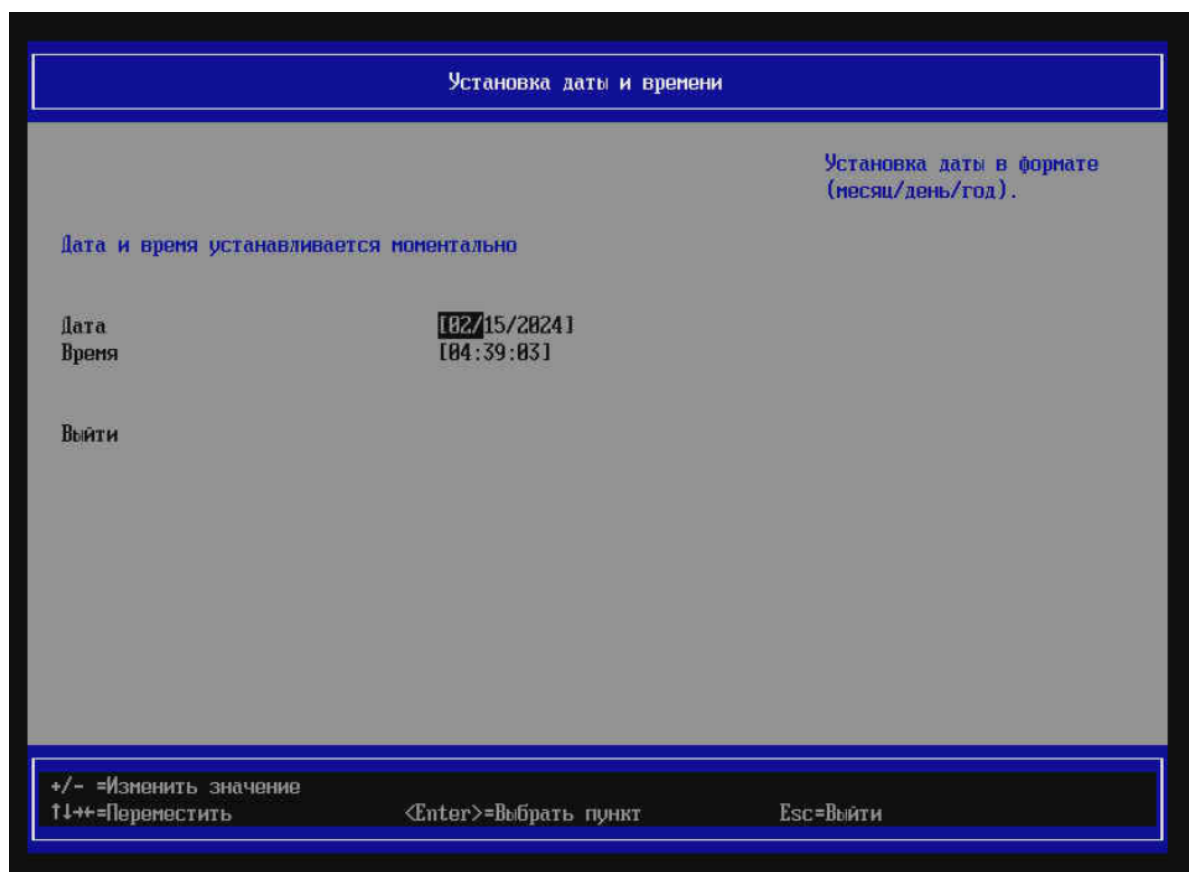 Установка даты и времени
Установка даты в формате
(месяц/день/год).
Дата и время устанавливается моментально
Дата [02/15/2024]
Время [04:39:03]
Выйти
+/- =Изменить значение
↑↓→←=Переместить <Enter>=Выбрать пункт Esc=Выйти